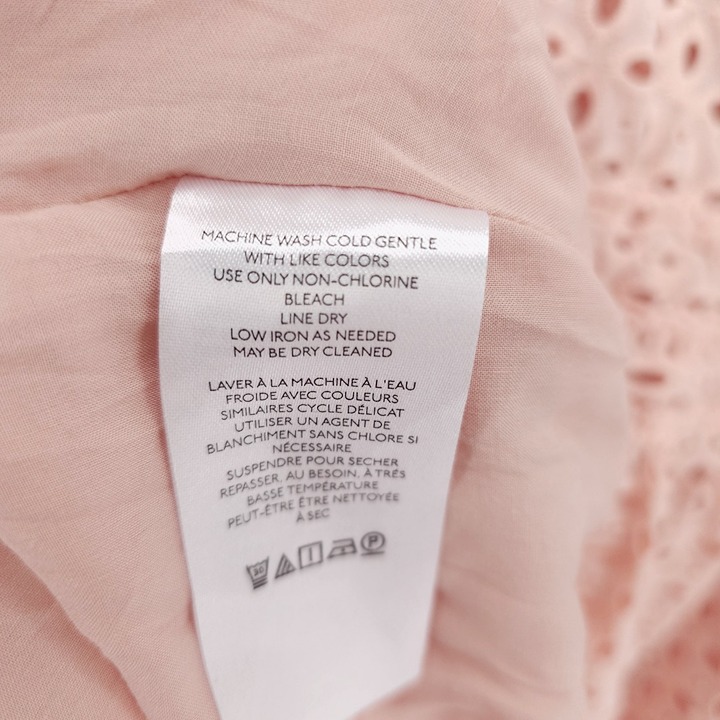 MACHINE WASH COLD GENTLE
WITH LIKE COLORS
USE ONLY NON-CHLORINE
BLEACH
LINE DRY
LOW IRON AS NEEDED
MAY BE DRY CLEANED
LAVER À LA MACHINE À L'EAU
FROIDE AVEC COULEURS
SIMILAIRES CYCLE DÉLICAT
UTILISER UN AGENT DE
BLANCHIMENT SANS CHLORE SI
NÉCESSAIRE
SUSPENDRE POUR SECHER
REPASSER, AU BESOIN, À TRÉS
BASSE TEMPÉRATURE
PEUT-ÊTRE ÊTRE NETTOYÉE
À SEC
30 P